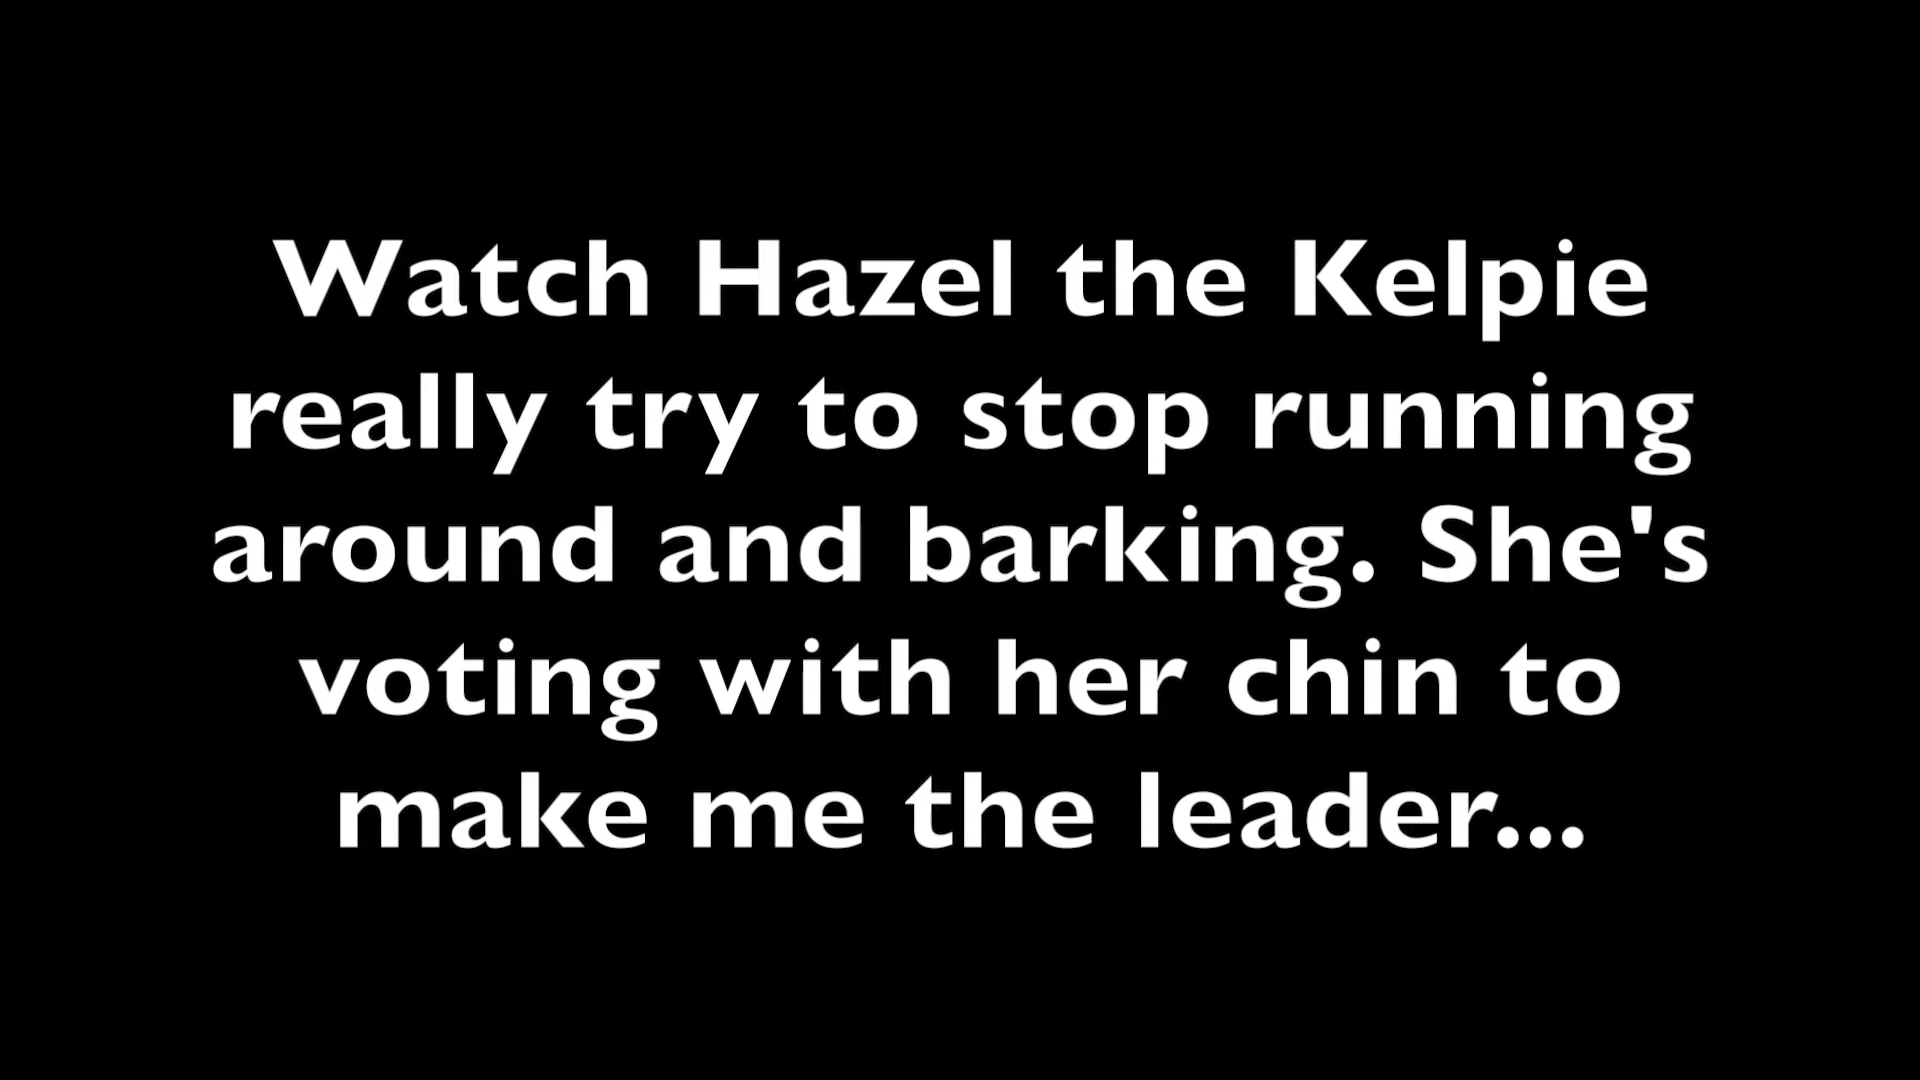 Watch Hazel the Kelpie
really try to stop running
around and barking. She's
voting with her chin to
make me the leader...